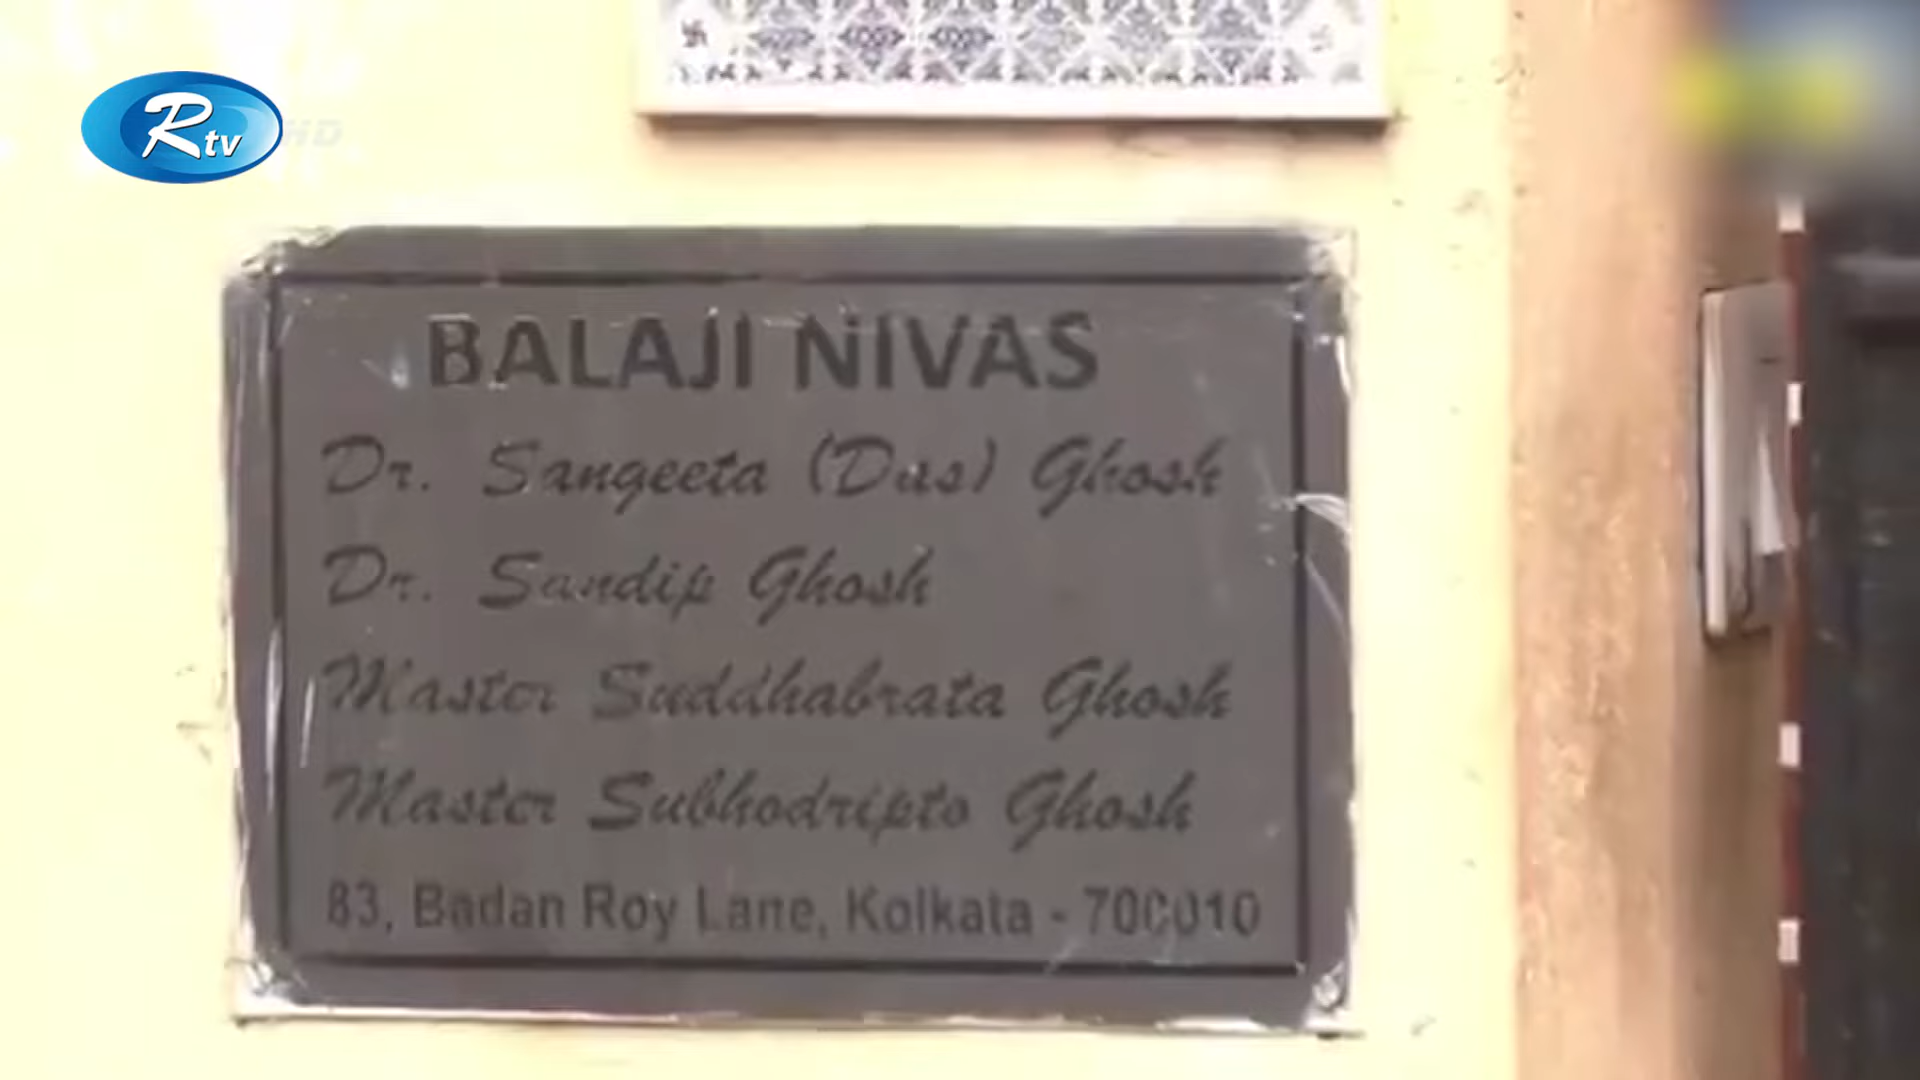 Rtv
HD
BALAJI NIVAS
Dr. Sangeeta (Das) Ghosh
Dr. Sandip Ghosh
Master Suddhabrata Ghosh
Master Subhodripto Ghosh
83, Badan Roy Lane, Kolkata - 700010